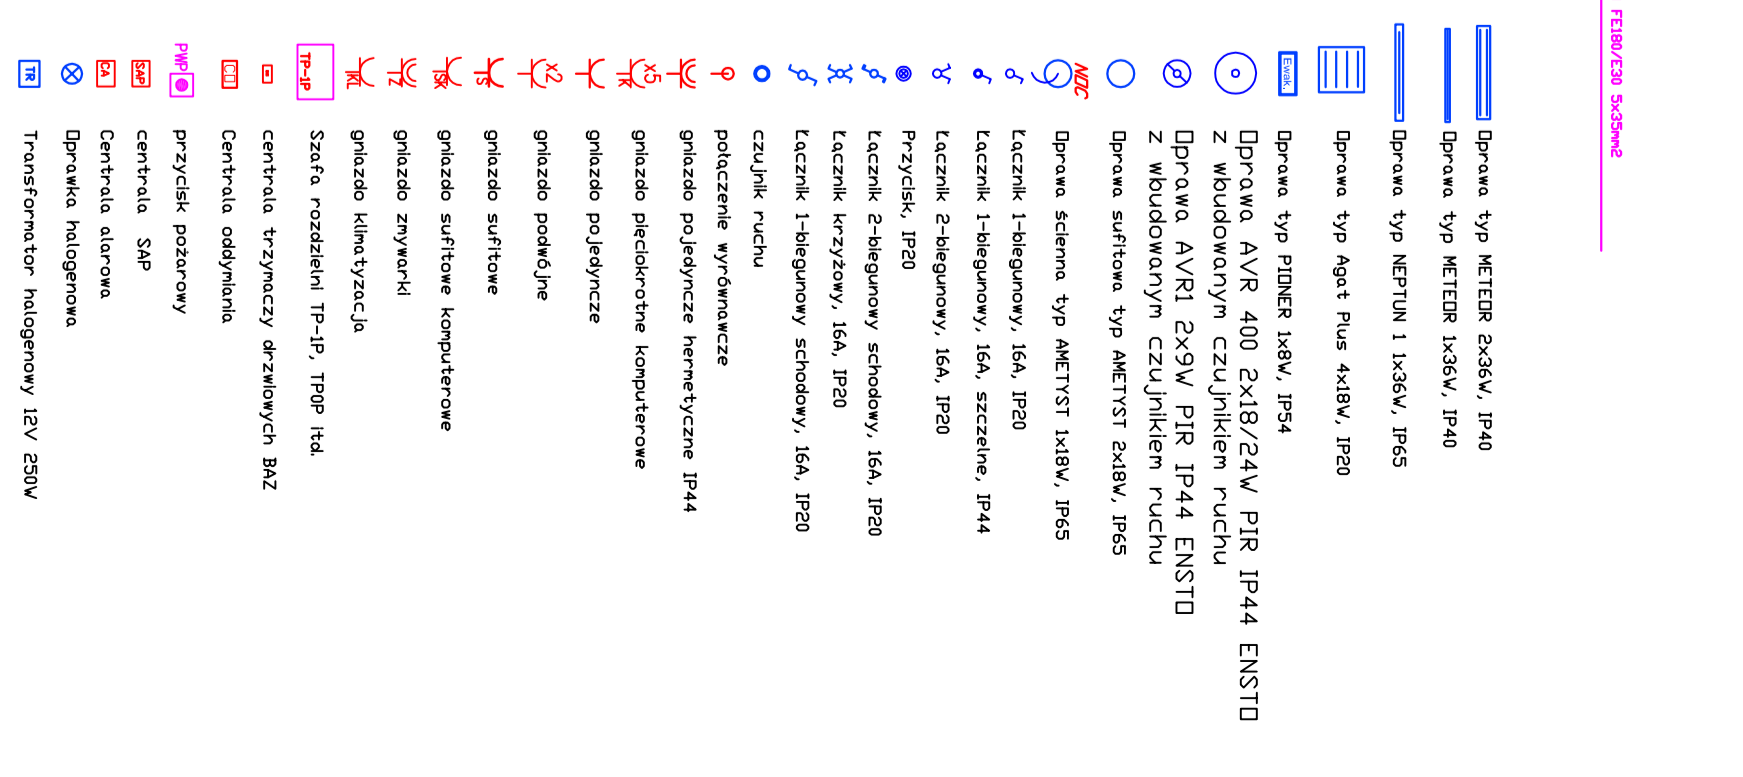 FE180/E30 5x35mm2
Oprawa typ METEOR 2x36W, IP40
Oprawa typ METEOR 1x36W, IP40
Oprawa typ NEPTUN 1 1x36W, IP65
Oprawa typ Agat Plus 4x18W, IP20
Ewak. Oprawa typ PIONER 1x8W, IP54
Oprawa AVR 400 2x18/24W PIR IP44 ENSTO
z wbudowanym czujnikiem ruchu
Oprawa AVR1 2x9W PIR IP44 ENSTO
z wbudowanym czujnikiem ruchu
Oprawa sufitowa typ AMETYST 2x18W, IP65
NOC Oprawa ścienna typ AMETYST 1x18W, IP65
Łącznik 1-biegunowy, 16A, IP20
Łacznik 1-biegunowy, 16A, szczelne, IP44
Łącznik 2-biegunowy, 16A, IP20
Przycisk, IP20
Łącznik 2-biegunowy schodowy, 16A, IP20
Łącznik krzyżowy, 16A, IP20
Łącznik 1-biegunowy schodowy, 16A, IP20
czujnik ruchu
połączenie wyrównawcze
gniazdo pojedyncze hermetyczne IP44
x5 TK gniazdo pięciokrotne komputerowe
gniazdo pojedyncze
x2 gniazdo podwójne
TS gniazdo sufitowe
TSK gniazdo sufitowe komputerowe
TZ gniazdo zmywarki
TKL gniazdo klimatyzacja
TP-1P Szafa rozdzielni TP-1P, TP0P itd.
centrala trzymaczy drzwiowych BAZ
CO Centrala oddymiania
PWP przycisk pożarowy
SAP centrala SAP
CA Centrala alarowa
Oprawka halogenowa
TR Transformator halogenowy 12V 250W